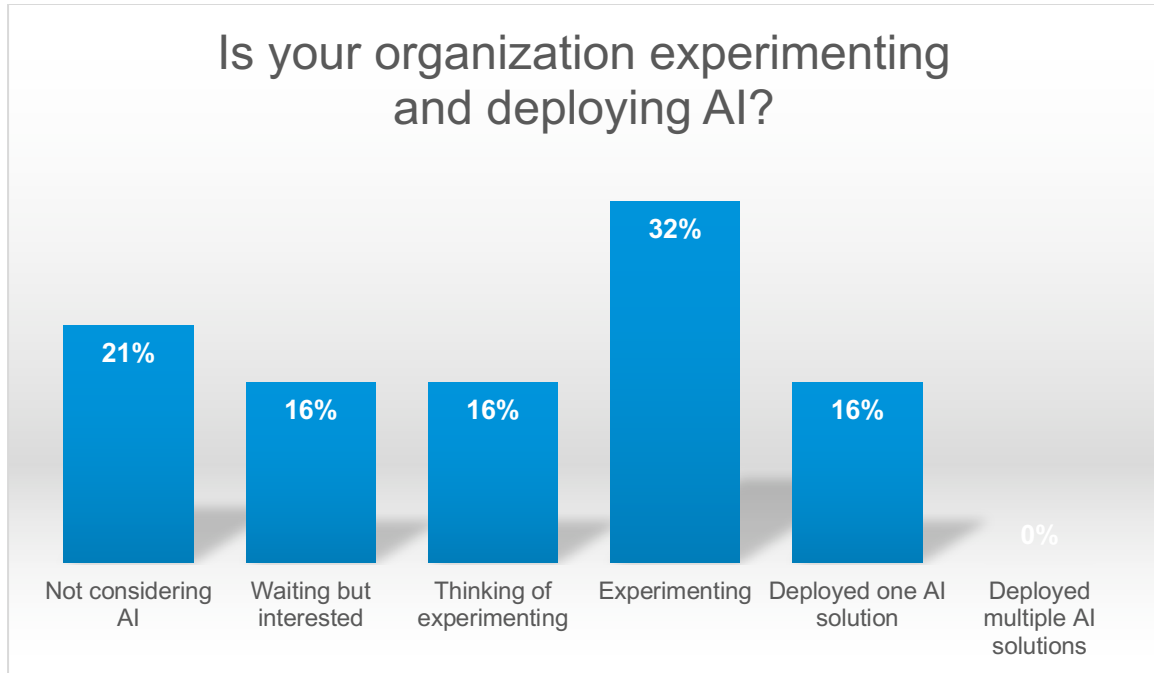 Is your organization experimenting
and deploying AI?
32%
21%
16%
16%
16%
0%
Not considering
AI
Waiting but
interested
Thinking of
experimenting
Experimenting
Deployed one AI
solution
Deployed
multiple AI
solutions